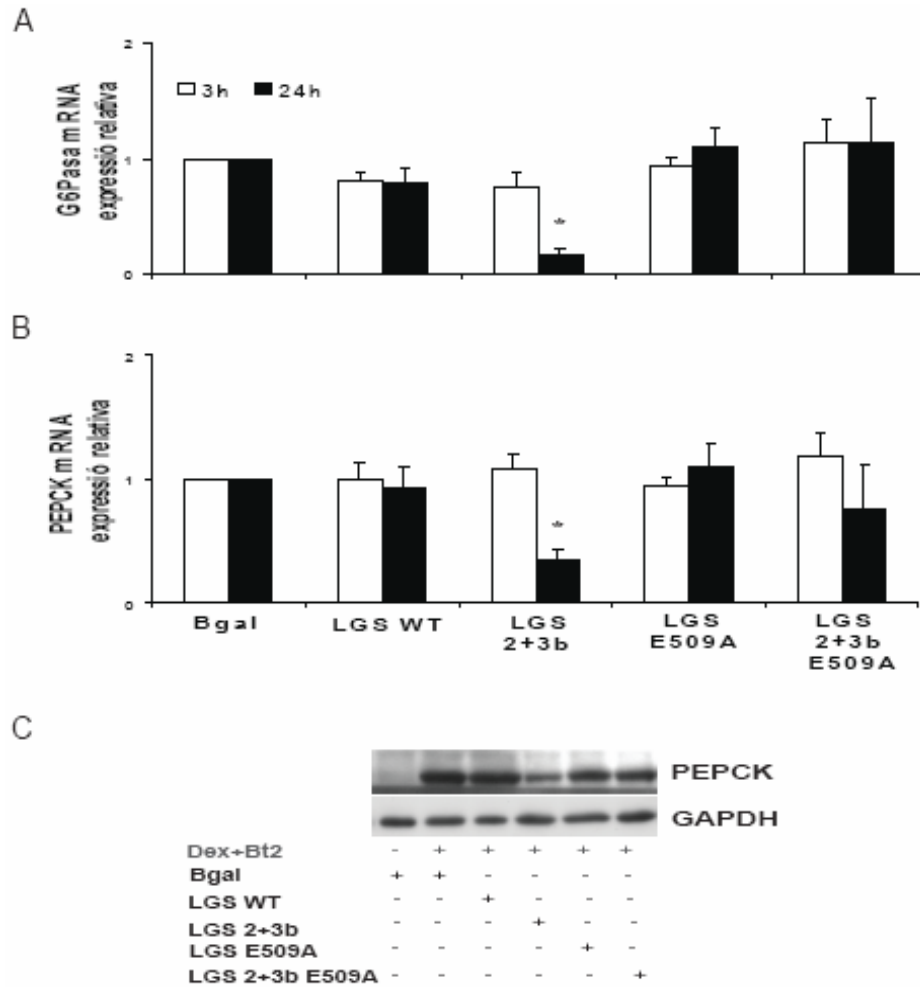 A
G6Pasa mRNA
expressió relativa
2
1
0
3h 24h
*
B
PEPCK mRNA
expressió relativa
2
1
0
*
Bgal LGS WT LGS 2+3b LGS E509A LGS 2+3b E509A
C
PEPCK
GAPDH
Dex+Bt2 - + + + + +
Bgal + + - - - -
LGS WT - - + - - -
LGS 2+3b - - - + - -
LGS E509A - - - - + -
LGS 2+3b E509A - - - - - +